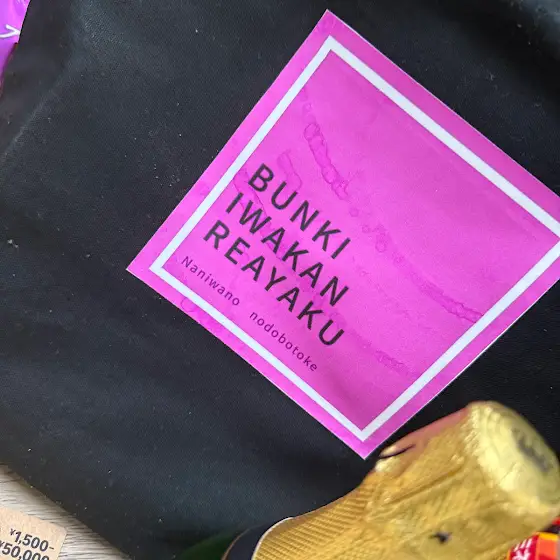 BUNKI
IWAKAN
REAYAKU
Naniwano nodobotoke
¥1,500-
¥50,000